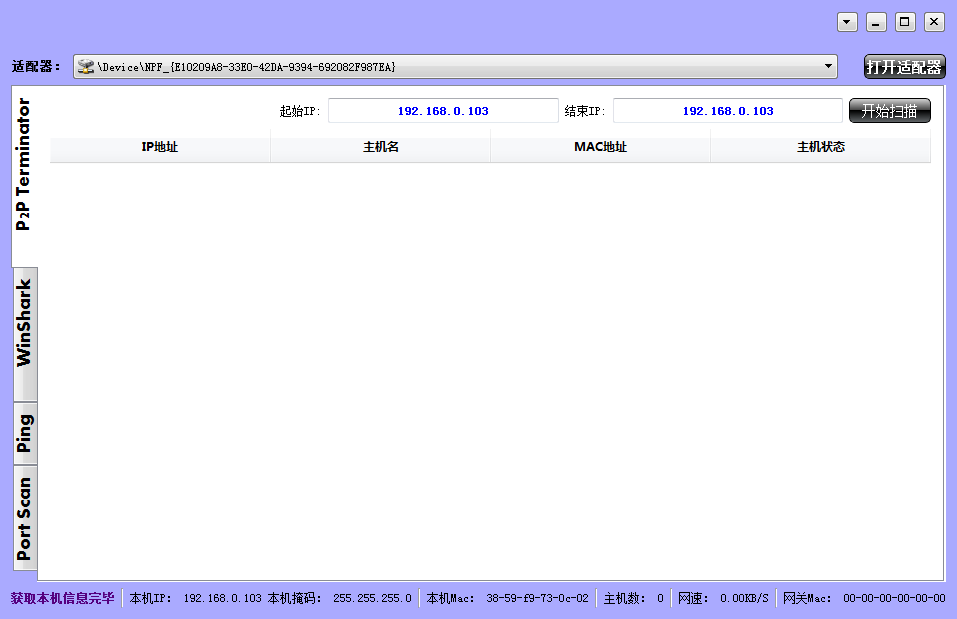 适配器： \Device\NPF_{E10209A8-33E0-42DA-9394-692082F987EA} 打开适配器
起始IP: 192.168.0.103 结束IP: 192.168.0.103 开始扫描
IP地址 主机名 MAC地址 主机状态
P2P Terminator
WinShark
Ping
Port Scan
获取本机信息完毕 本机IP: 192.168.0.103 本机掩码: 255.255.255.0 本机Mac: 38-59-f9-73-0c-02 主机数: 0 网速: 0.00KB/S 网关Mac: 00-00-00-00-00-00